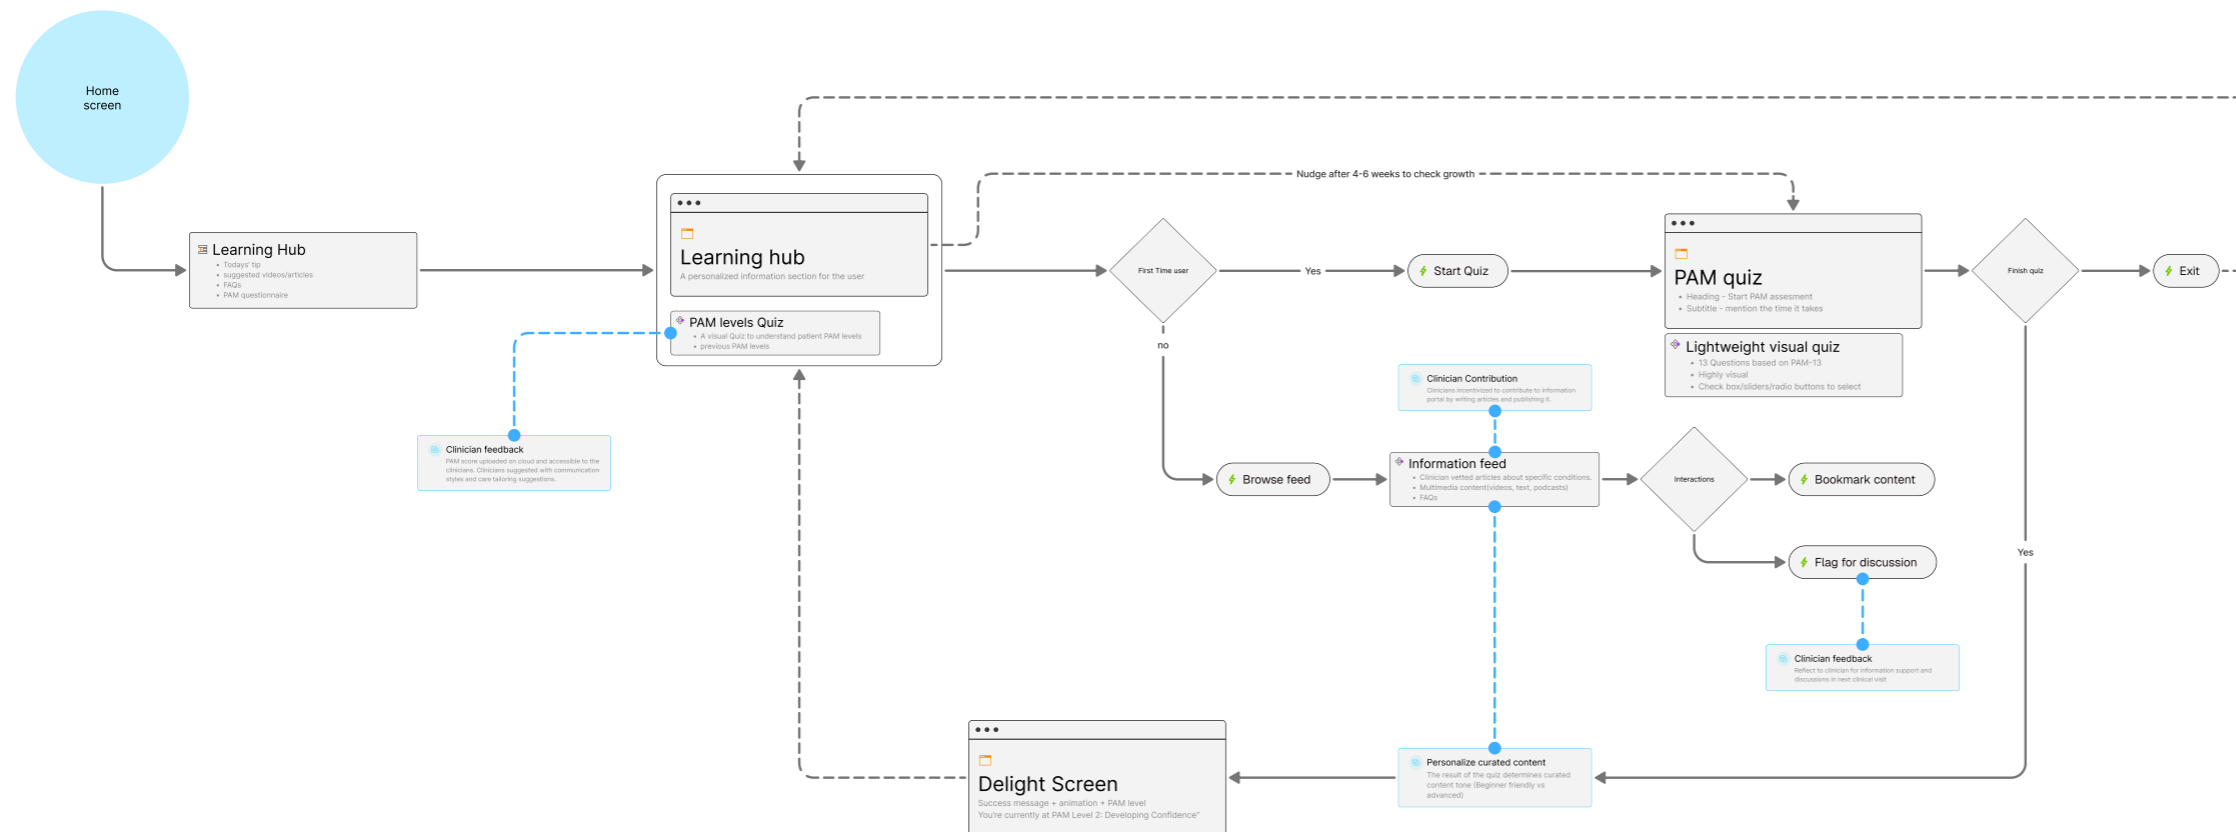 Home
screen
Nudge after 4-6 weeks to check growth
Learning Hub
Todays' tip
suggested videos/articles
FAQs
PAM questionnaire
Learning hub
A personalized information section for the user
PAM levels Quiz
A visual Quiz to understand patient PAM levels
previous PAM levels
Clinician feedback
PAM score uploaded on cloud and accessible to the
clinicians. Clinicians suggested with communication
styles and care tailoring suggestions.
First Time user
Yes
Start Quiz
PAM quiz
Heading - Start PAM assesment
Subtitle - mention the time it takes
Lightweight visual quiz
13 Questions based on PAM-13
Highly visual
Check box/sliders/radio buttons to select
Finish quiz
Exit
no
Clinician Contribution
Clinicians incentivized to contribute to information
portal by writing articles and publishing it.
Browse feed
Information feed
Clinician vetted articles about specific conditions.
Multimedia content(videos, text, podcasts)
FAQs
Interactions
Bookmark content
Flag for discussion
Yes
Clinician feedback
Reflect to clinician for information support and
discussions in next clinical visit
Personalize curated content
The result of the quiz determines curated
content tone (Beginner friendly vs
advanced)
Delight Screen
Success message + animation + PAM level
You're currently at PAM Level 2: Developing Confidence"